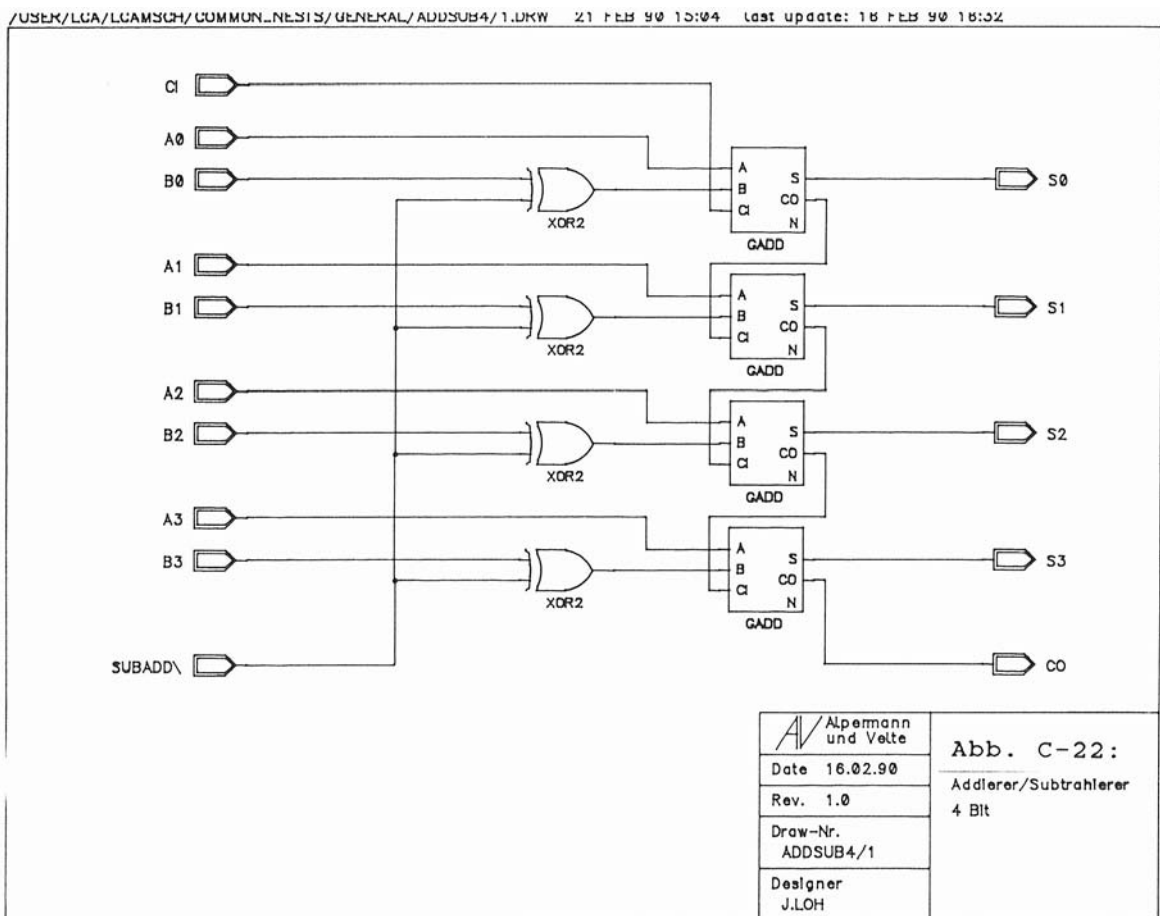 /USER/LCA/LCAMSCH/COMMON_NESTS/GENERAL/ADDSUB4/1.DRW 21 FEB 90 15:04 last update: 16 FEB 90 16:32
CI
A0
B0
XOR2
A
B
CI
S
CO
N
GADD
S0
A1
B1
XOR2
A
B
CI
S
CO
N
GADD
S1
A2
B2
XOR2
A
B
CI
S
CO
N
GADD
S2
A3
B3
XOR2
A
B
CI
S
CO
N
GADD
S3
SUBADD\
CO
AV Alpermann
und Velte
Date 16.02.90
Rev. 1.0
Draw-Nr.
ADDSUB4/1
Designer
J.LOH
Abb. C-22:
Addierer/Subtrahierer
4 Bit